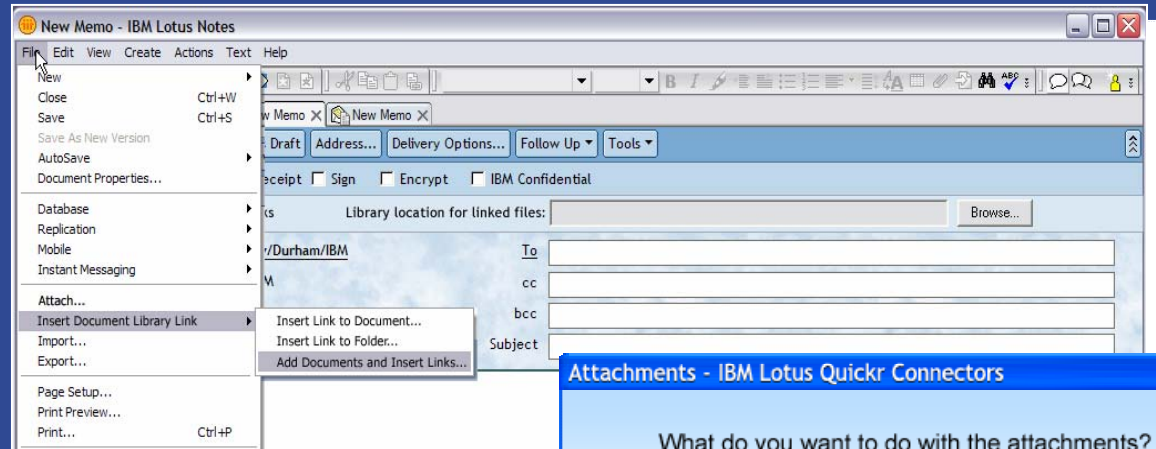 New Memo - IBM Lotus Notes
File Edit View Create Actions Text Help
New
Close Ctrl+W
Save Ctrl+S
Save As New Version
AutoSave
Document Properties...
Database
Replication
Mobile
Instant Messaging
Attach...
Insert Document Library Link
Import...
Export...
Page Setup...
Print Preview...
Print... Ctrl+P
B I ABC
Memo New Memo
Draft Address... Delivery Options... Follow Up Tools
Sign Encrypt IBM Confidential
Library location for linked files: Browse...
/Durham/IBM To
cc
bcc
Subject
Insert Link to Document...
Insert Link to Folder...
Add Documents and Insert Links...
Attachments - IBM Lotus Quickr Connectors
What do you want to do with the attachments?